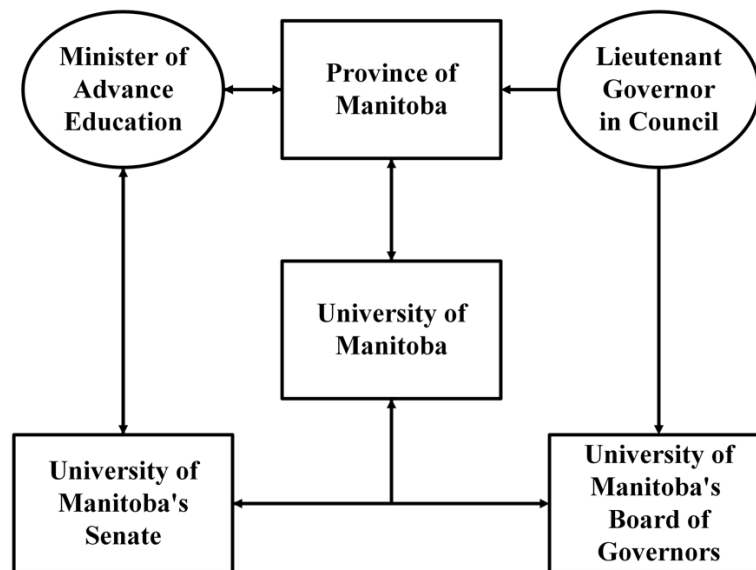 Minister of
Advance
Education
Province of
Manitoba
Lieutenant
Governor
in Council
University of
Manitoba
University of
Manitoba's
Senate
University of
Manitoba's
Board of
Governors